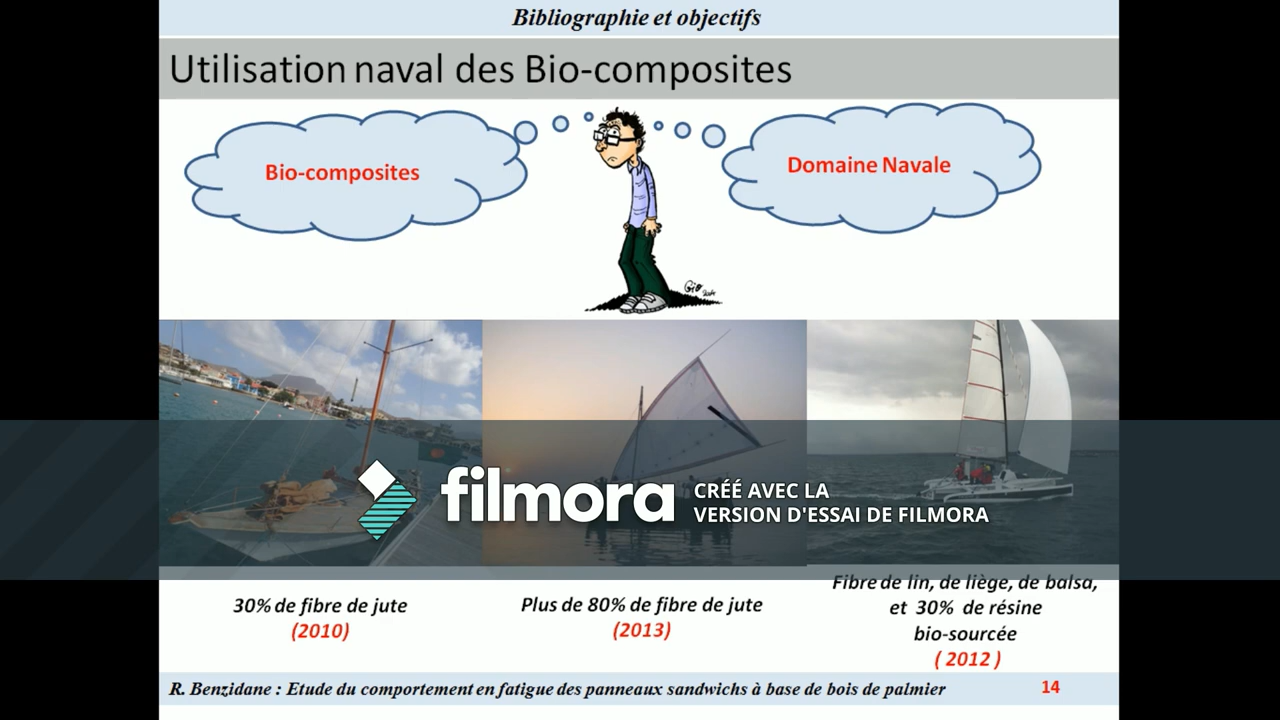 Bibliographie et objectifs
Utilisation naval des Bio-composites
Bio-composites
Domaine Navale
Gio
filmora
CRÉÉ AVEC LA
VERSION D'ESSAI DE FILMORA
30% de fibre de jute
(2010)
Plus de 80% de fibre de jute
(2013)
Fibre de lin, de liège, de balsa,
et 30% de résine
bio-sourcée
( 2012 )
R. Benzidane : Etude du comportement en fatigue des panneaux sandwichs à base de bois de palmier
14